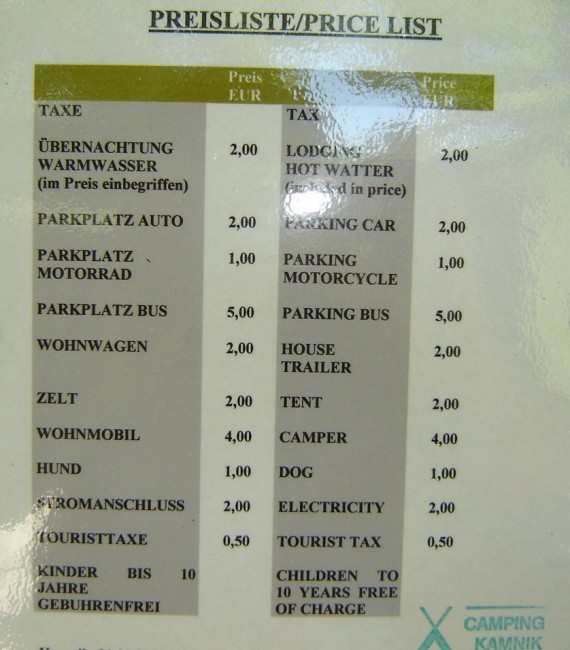 PREISLISTE/PRICE LIST
Preis Price
EUR EUR
TAXE TAX
ÜBERNACHTUNG 2,00 LODGING 2,00
WARMWASSER HOT WATTER
(im Preis einbegriffen) (included in price)
PARKPLATZ AUTO 2,00 PARKING CAR 2,00
PARKPLATZ 1,00 PARKING 1,00
MOTORRAD MOTORCYCLE
PARKPLATZ BUS 5,00 PARKING BUS 5,00
WOHNWAGEN 2,00 HOUSE 2,00
TRAILER
ZELT 2,00 TENT 2,00
WOHNMOBIL 4,00 CAMPER 4,00
HUND 1,00 DOG 1,00
STROMANSCHLUSS 2,00 ELECTRICITY 2,00
TOURISTTAXE 0,50 TOURIST TAX 0,50
KINDER BIS 10 CHILDREN TO
JAHRE 10 YEARS FREE
GEBUHRENFREI OF CHARGE
CAMPING
KAMNIK